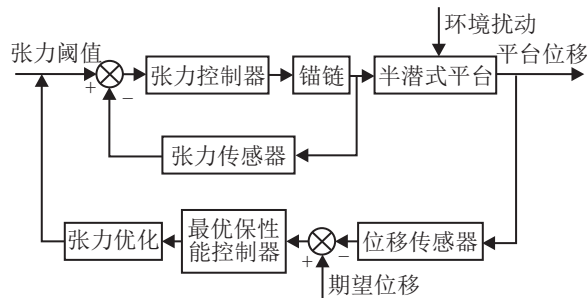 环境扰动
张力阈值
平台位移
+
−
张力控制器
锚链
半潜式平台
张力传感器
张力优化
最优保性
能控制器
+
−
位移传感器
期望位移